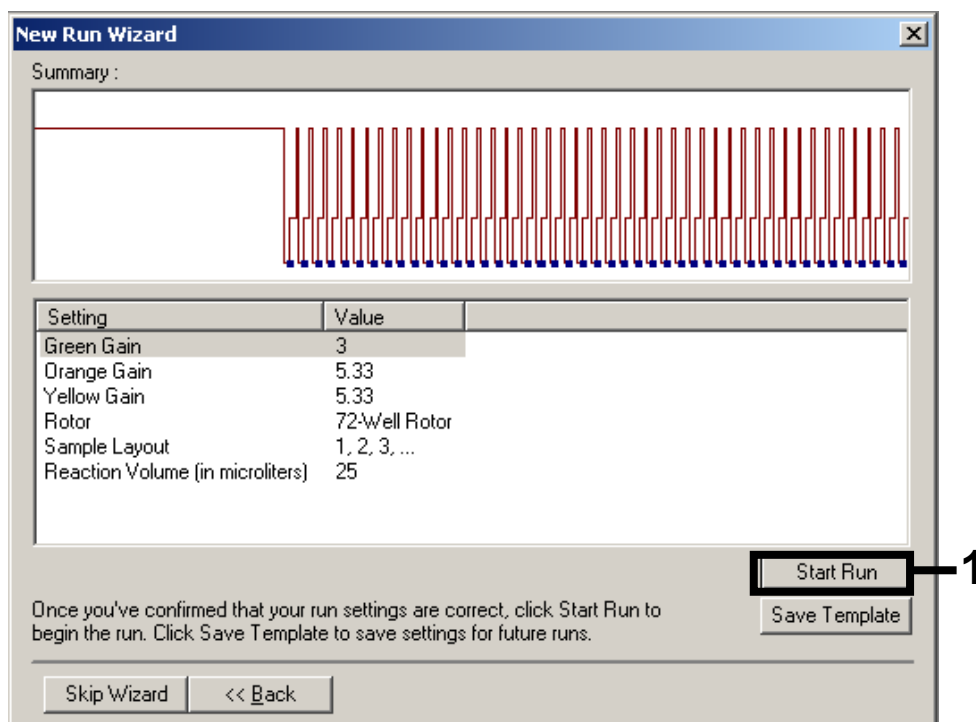 New Run Wizard
Summary :
Setting Value
Green Gain 3
Orange Gain 5.33
Yellow Gain 5.33
Rotor 72-Well Rotor
Sample Layout 1, 2, 3, ...
Reaction Volume (in microliters) 25
Start Run
1
Once you've confirmed that your run settings are correct, click Start Run to
begin the run. Click Save Template to save settings for future runs.
Save Template
Skip Wizard << Back